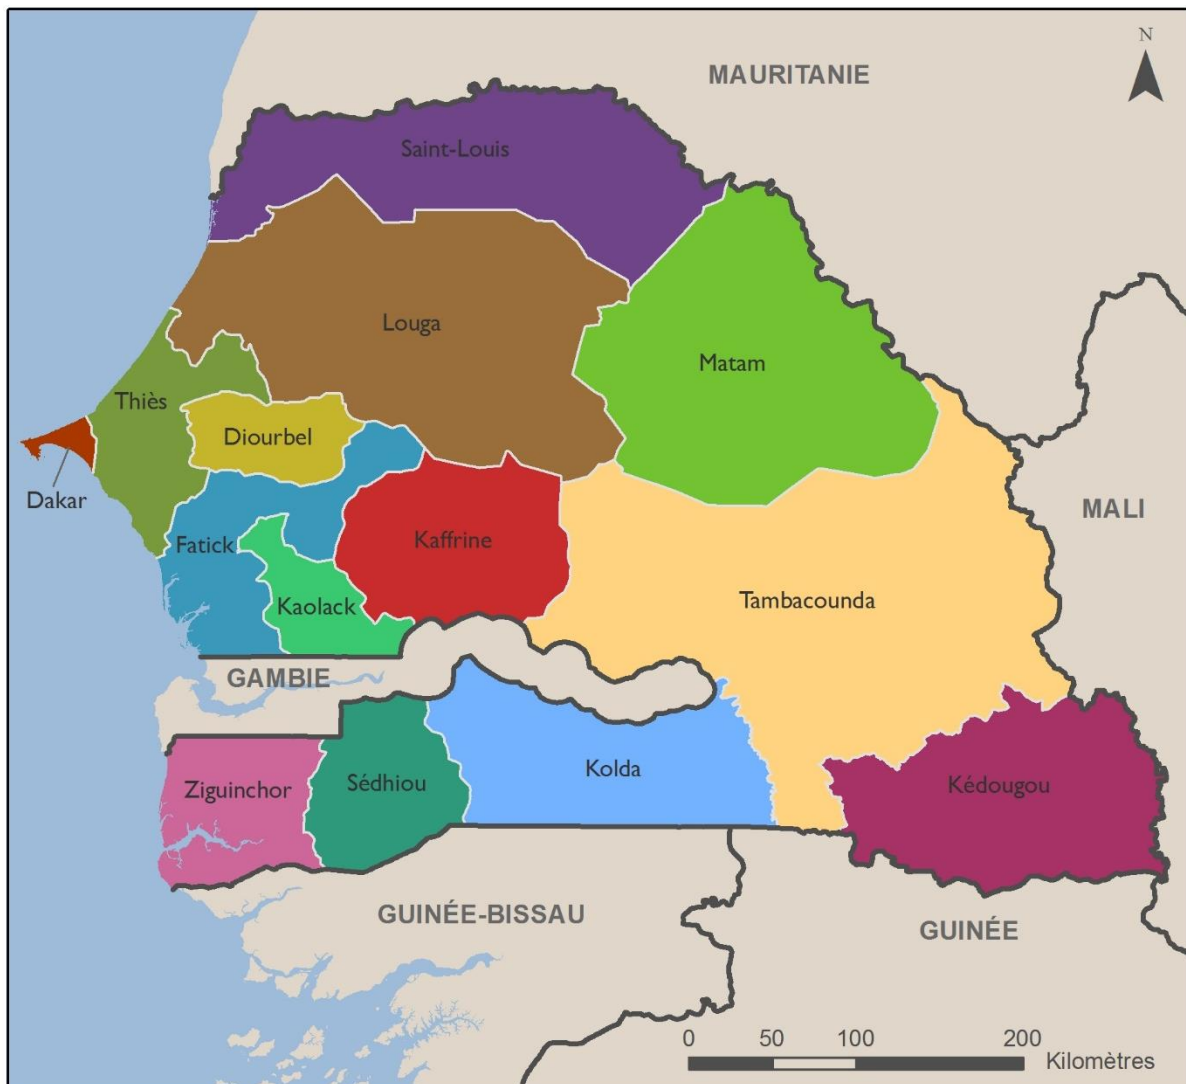 N
MAURITANIE
Saint-Louis
Louga
Matam
Thiès
Diourbel
Dakar
MALI
Fatick
Kaffrine
Kaolack
Tambacounda
GAMBIE
Ziguinchor
Sédhiou
Kolda
Kédougou
GUINÉE-BISSAU
GUINÉE
0 50 100 200
Kilomètres